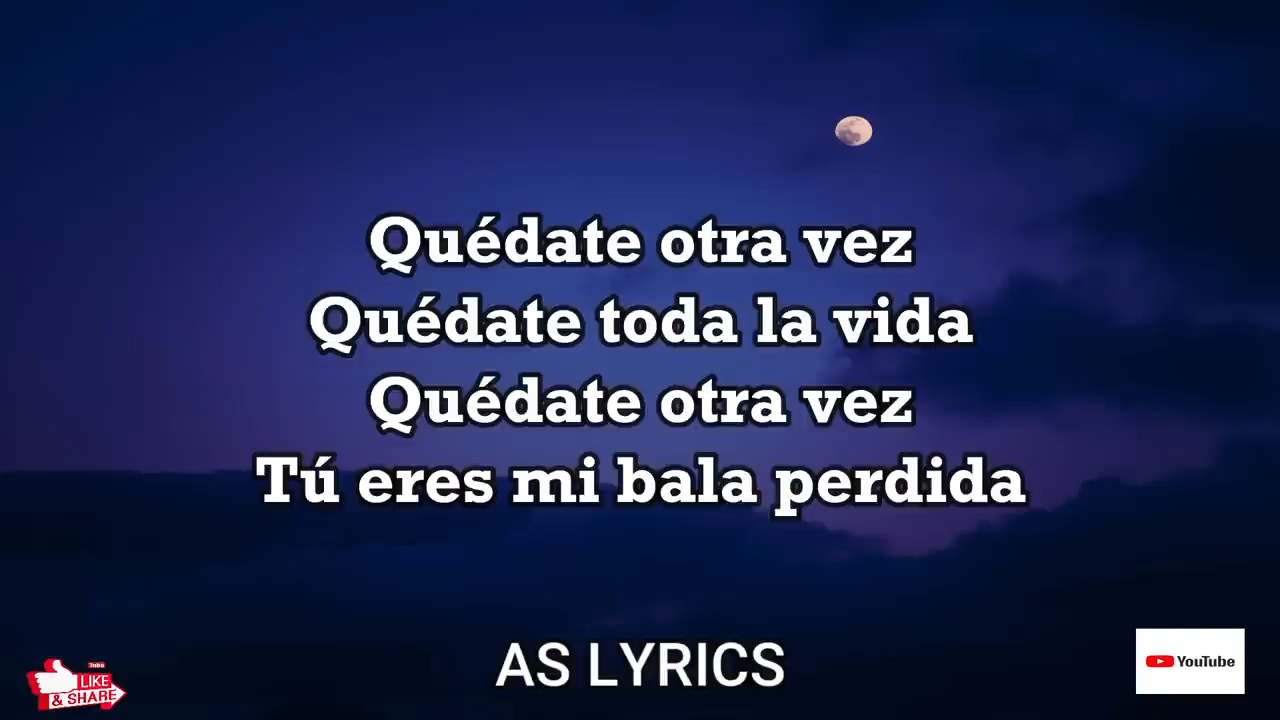 Quédate otra vez
Quédate toda la vida
Quédate otra vez
Tú eres mi bala perdida
AS LYRICS
Tube
LIKE
& SHARE
YouTube